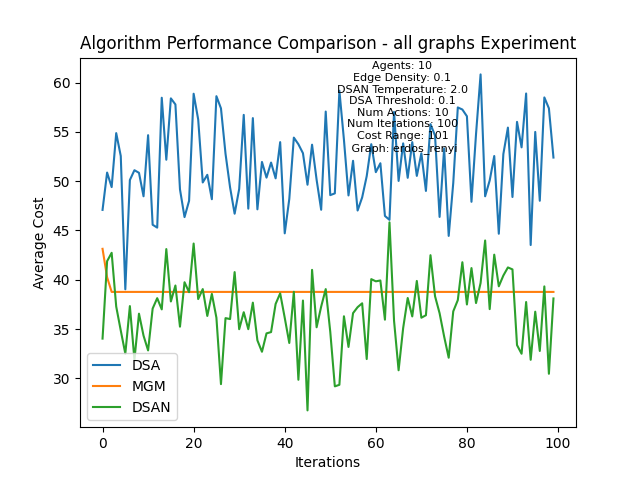 Algorithm Performance Comparison - all graphs Experiment
Agents: 10
Edge Density: 0.1
DSAN Temperature: 2.0
DSA Threshold: 0.1
Num Actions: 10
Num Iterations: 100
Cost Range: 101
Graph: erdos_renyi
60
55
50
45
40
35
30
Average Cost
DSA
MGM
DSAN
0
20
40
60
80
100
Iterations